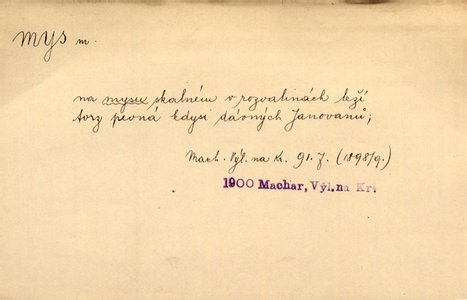 mys m.
na mysu skalném v rozvalinách leží
tvrz pevná kdysi dávných Janovanů;
Mach. Výl. na Kr. 91. 7. (1898/9.)
1900 Machar, Výl. na Kr.